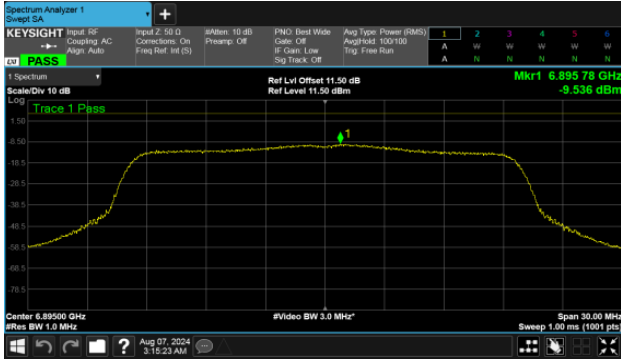 Spectrum Analyzer 1
Swept SA
KEYSIGHT Input: RF Input Z: 50 Ω #Atten: 10 dB PNO: Best Wide Avg Type: Power (RMS) 1 2 3 4 5 6
Coupling: AC Corrections: On Preamp: Off Gate: Off Avg|Hold: 100/100 A W W W W W
Align: Auto Freq Ref: Int (S) IF Gain: Low Trig: Free Run
LXI PASS Sig Track: Off A N N N N N
1 Spectrum Ref Lvl Offset 11.50 dB Mkr1 6.895 78 GHz
Scale/Div 10 dB Ref Level 11.50 dBm -9.536 dBm
Log Trace 1 Pass
1.50
1
-8.50
-18.5
-28.5
-38.5
-48.5
-58.5
-68.5
-78.5
Center 6.89500 GHz #Video BW 3.0 MHz* Span 30.00 MHz
#Res BW 1.0 MHz Sweep 1.00 ms (1001 pts)
? Aug 07, 2024
3:15:23 AM